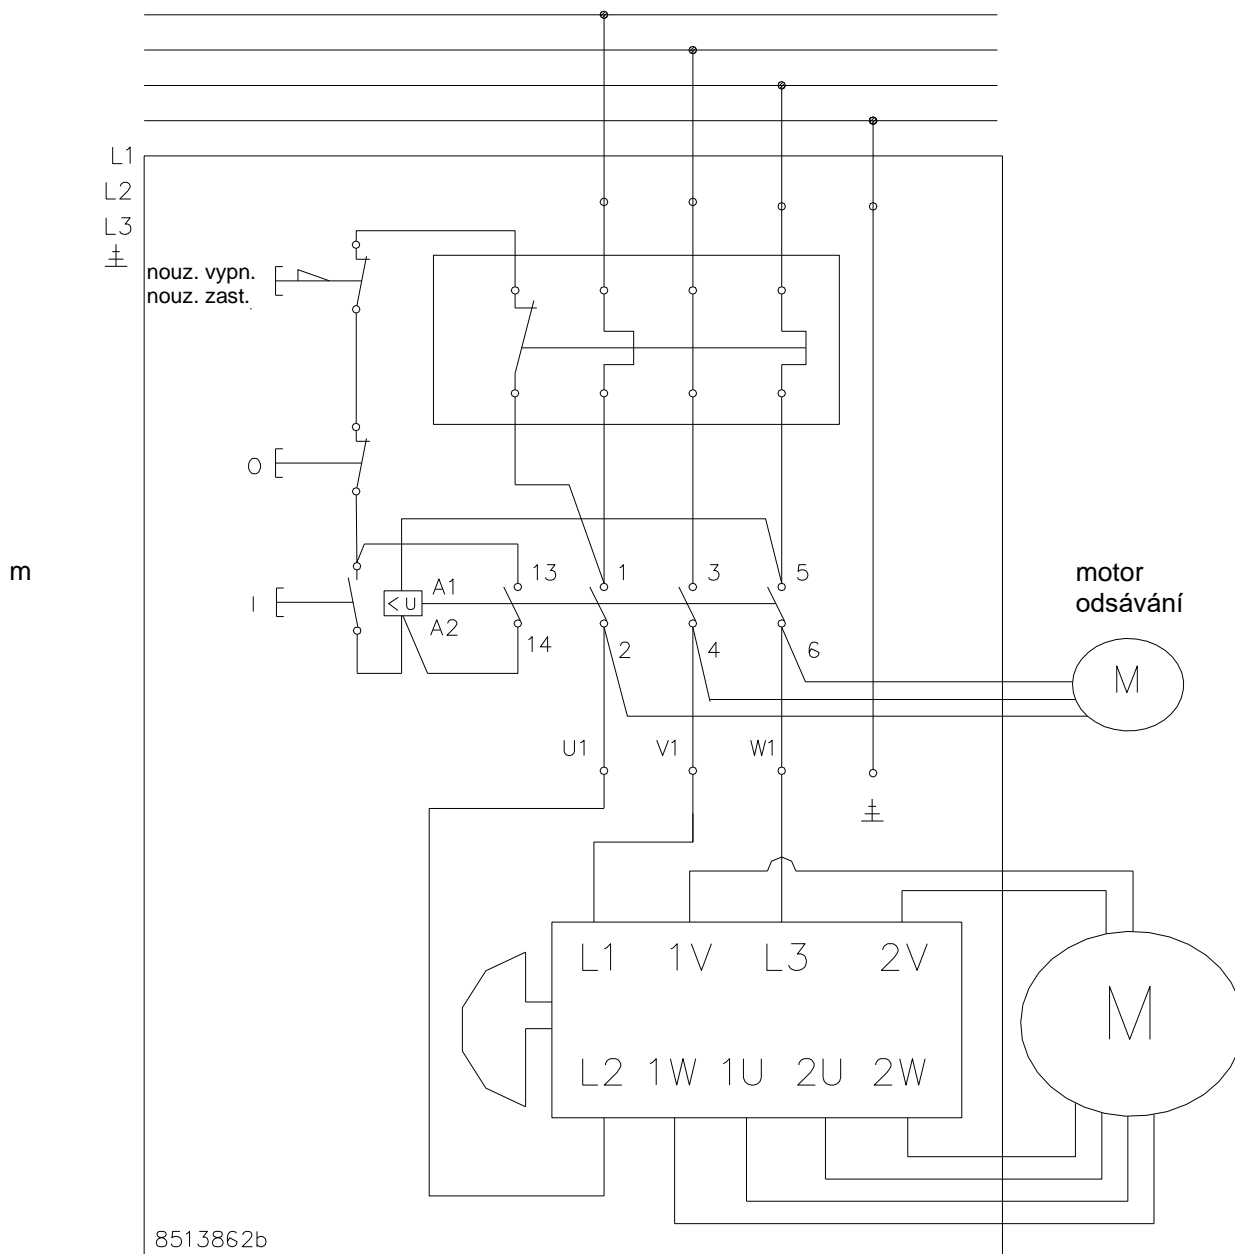 L1
L2
L3
nouz. vypn.
nouz. zast.
O
m
I
< U
A1
A2
13
14
1
3
5
2
4
6
motor
odsávání
M
U1
V1
W1
L1 1V L3 2V
M
L2 1W 1U 2U 2W
8513862b